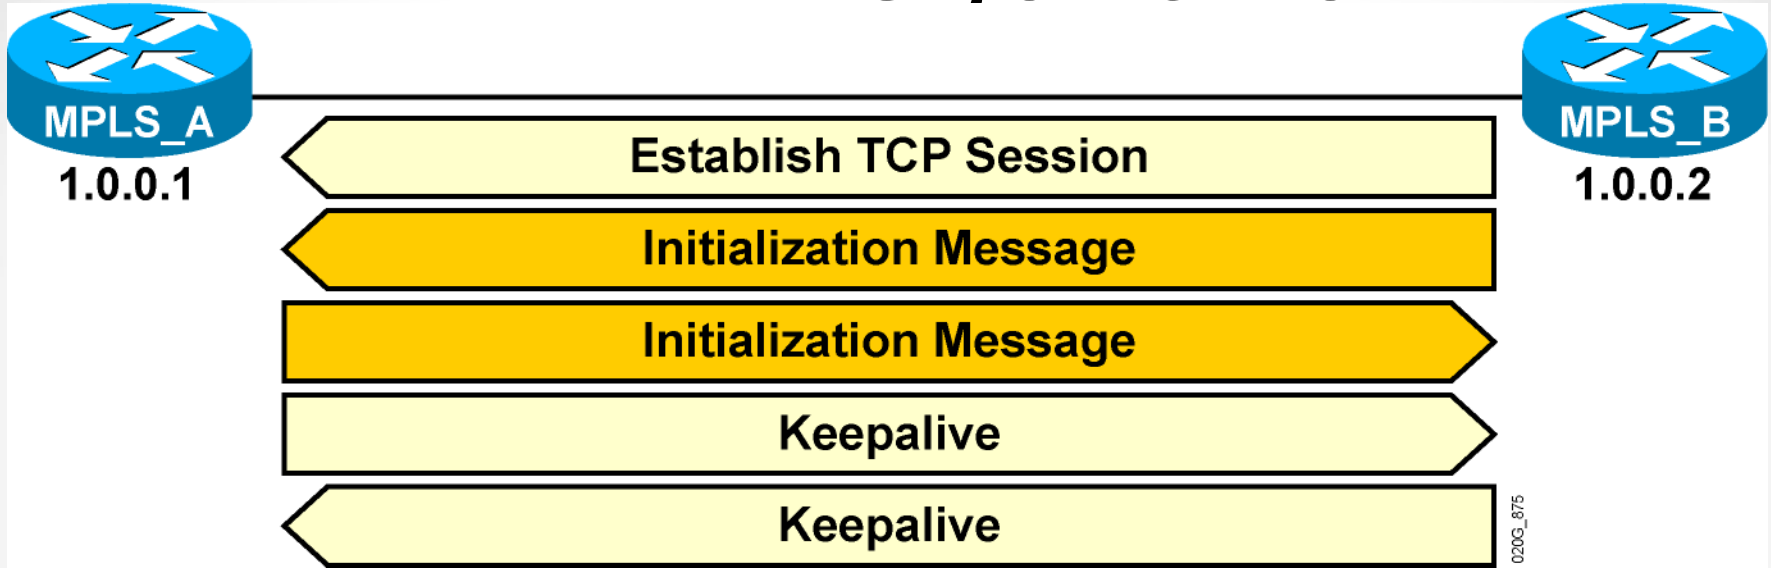 MPLS_A
1.0.0.1
MPLS_B
1.0.0.2
Establish TCP Session
Initialization Message
Initialization Message
Keepalive
Keepalive
020G_875